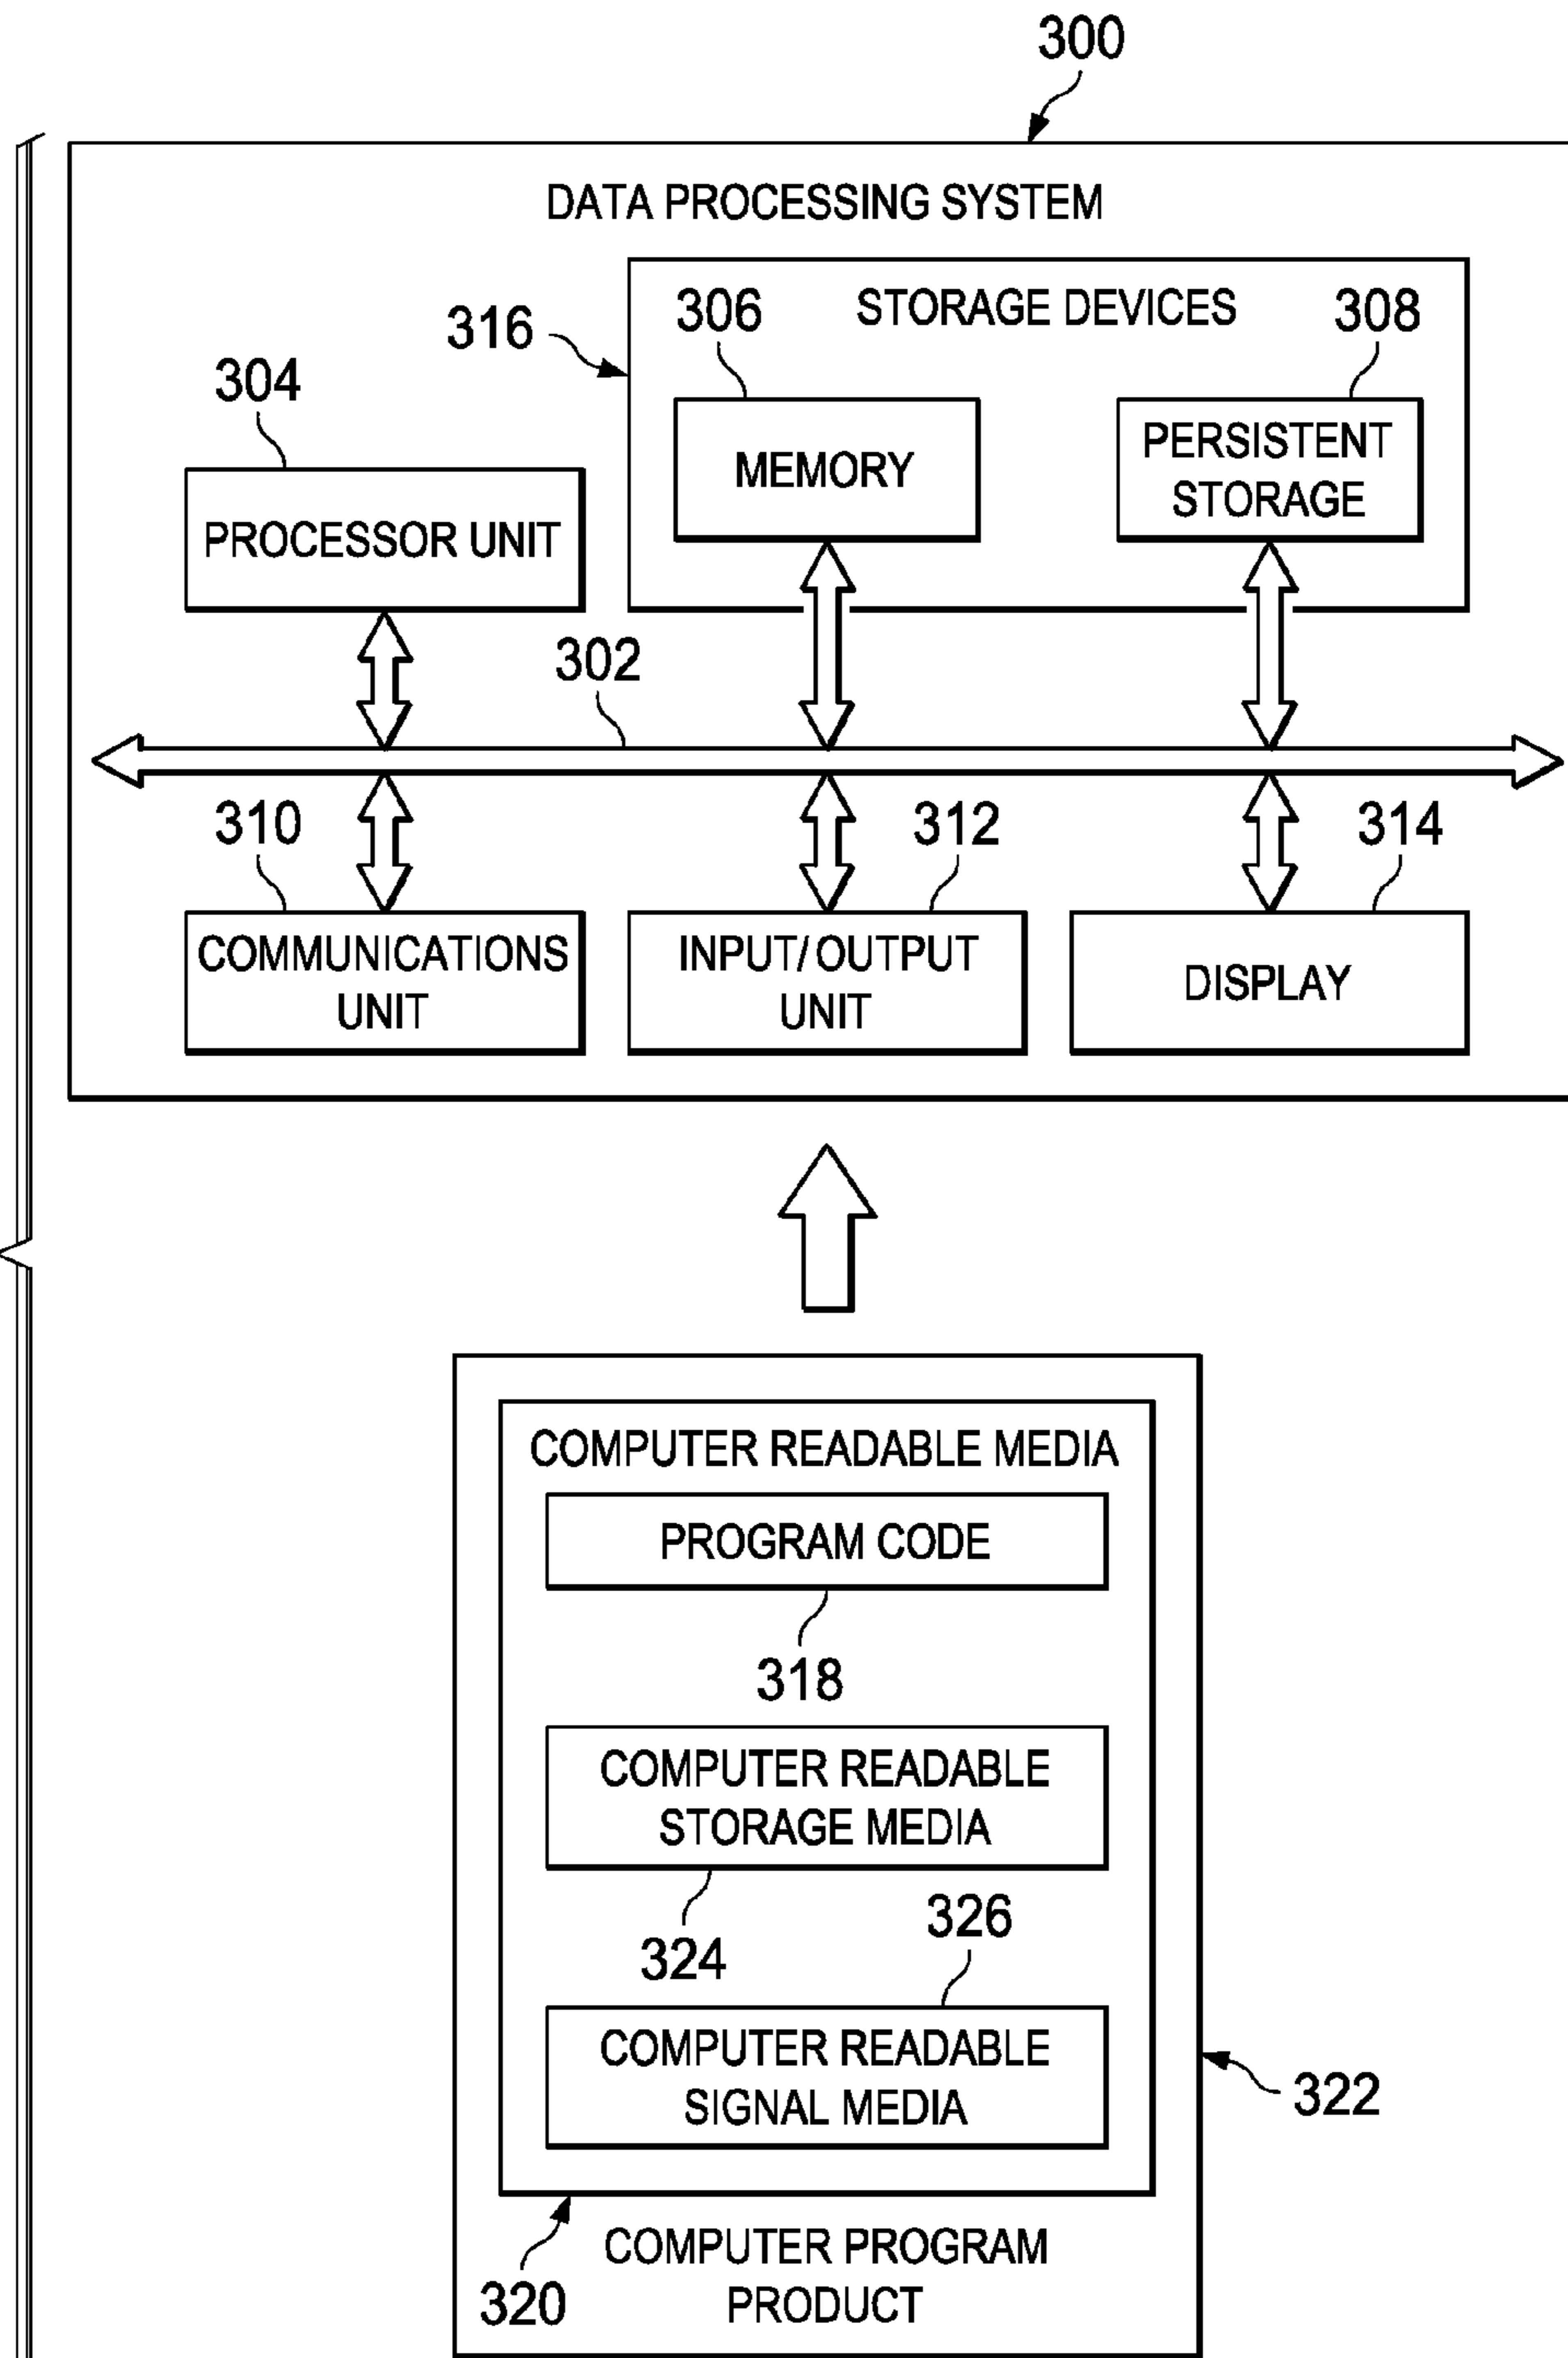 300
DATA PROCESSING SYSTEM
316
306
STORAGE DEVICES
308
304
MEMORY
PERSISTENT
STORAGE
PROCESSOR UNIT
302
310
312
314
COMMUNICATIONS
UNIT
INPUT/OUTPUT
UNIT
DISPLAY
COMPUTER READABLE MEDIA
PROGRAM CODE
318
COMPUTER READABLE
STORAGE MEDIA
324
326
COMPUTER READABLE
SIGNAL MEDIA
322
320
COMPUTER PROGRAM
PRODUCT